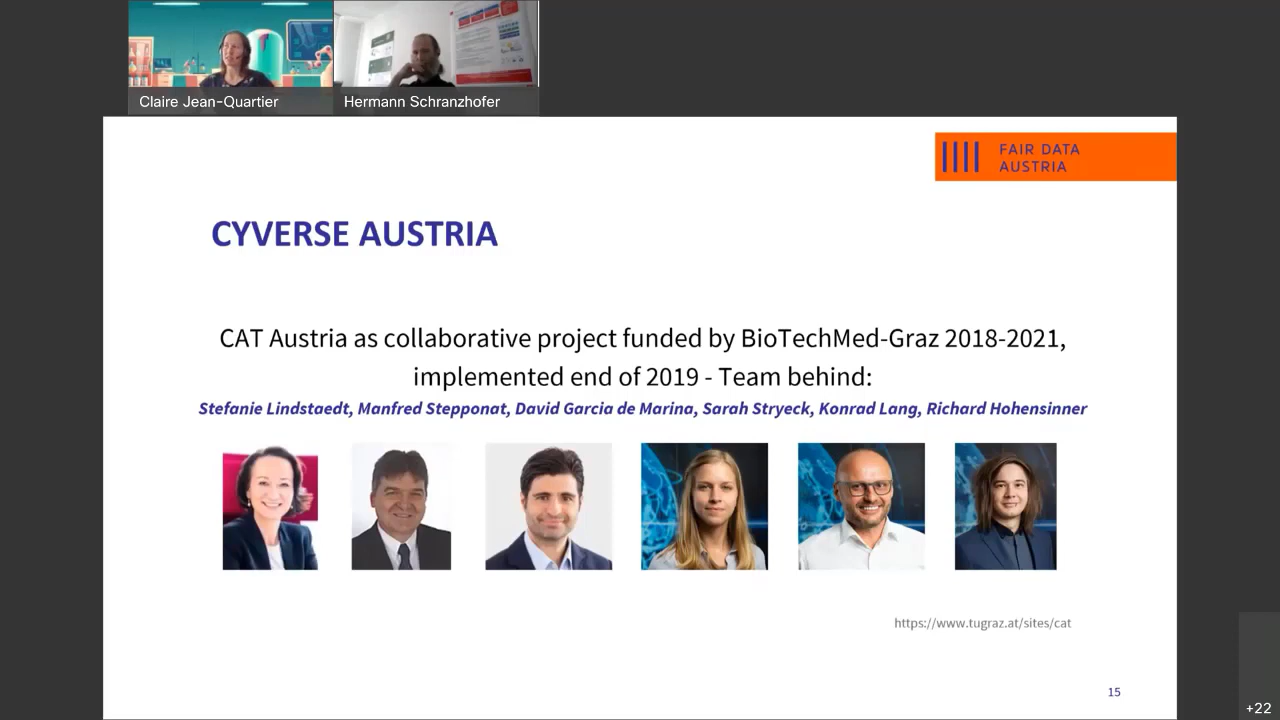 Claire Jean-Quartier
Hermann Schranzhofer
FAIR DATA
AUSTRIA
CYVERSE AUSTRIA
CAT Austria as collaborative project funded by BioTechMed-Graz 2018-2021,
implemented end of 2019 - Team behind:
Stefanie Lindstaedt, Manfred Stepponat, David Garcia de Marina, Sarah Stryeck, Konrad Lang, Richard Hohensinner
https://www.tugraz.at/sites/cat
15
+22